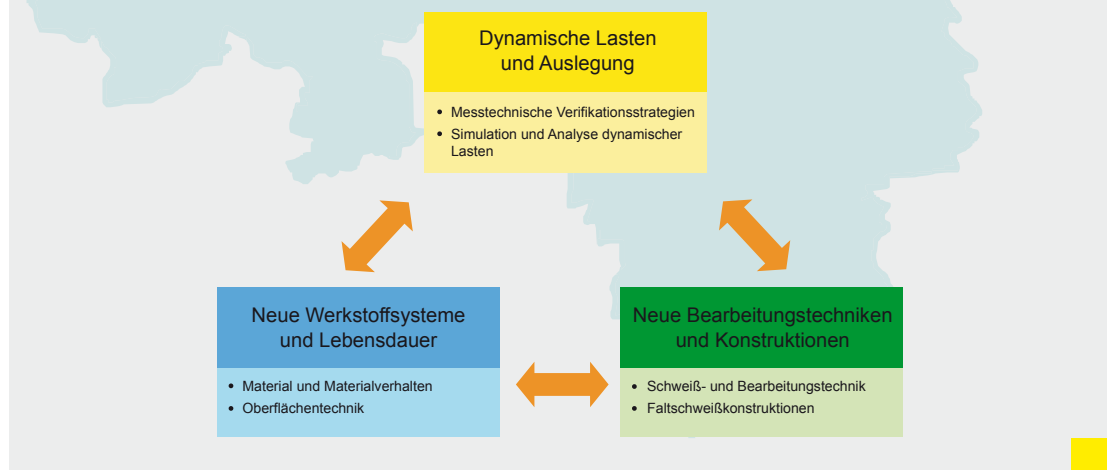 Dynamische Lasten
und Auslegung
• Messtechnische Verifikationsstrategien
• Simulation und Analyse dynamischer
Lasten
Neue Werkstoffsysteme
und Lebensdauer
• Material und Materialverhalten
• Oberflächentechnik
Neue Bearbeitungstechniken
und Konstruktionen
• Schweiß- und Bearbeitungstechnik
• Faltschweißkonstruktionen